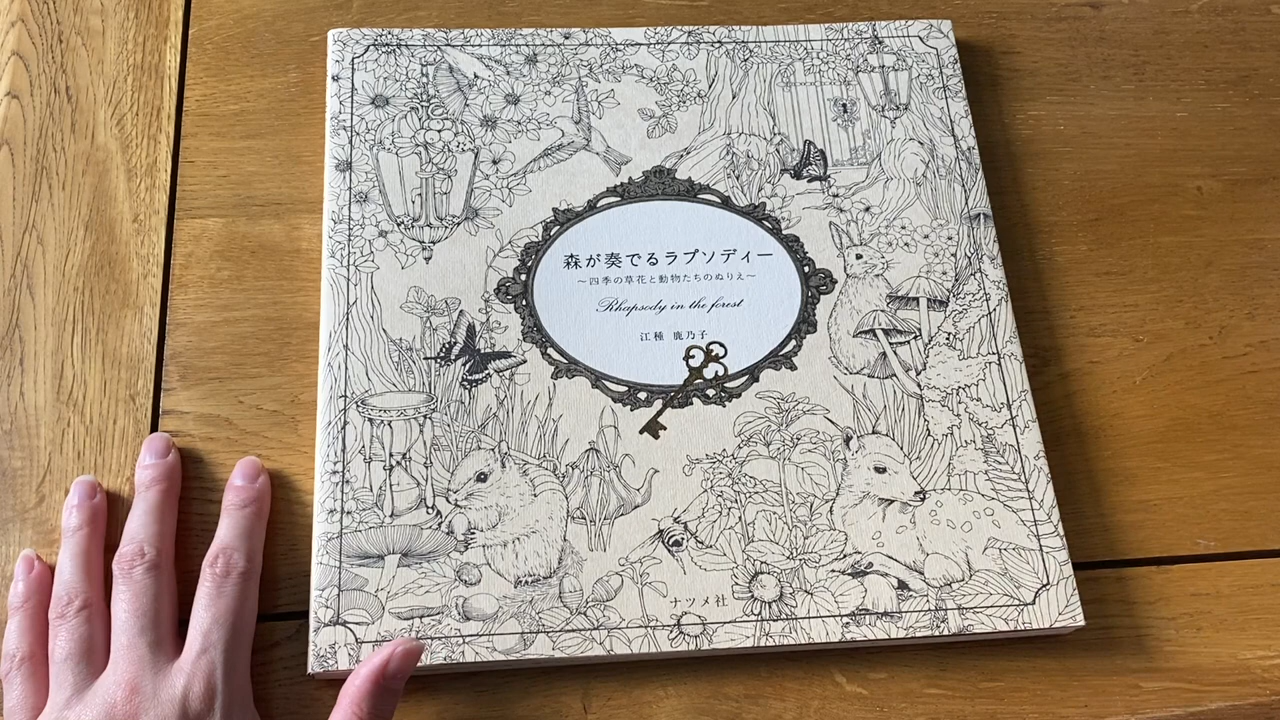 森が奏でるラプソディー
〜四季の草花と動物たちのぬりえ〜
Rhapsody in the forest
江種 鹿乃子
ナツメ社